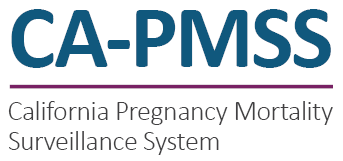 CA-PMSS
California Pregnancy Mortality
Surveillance System